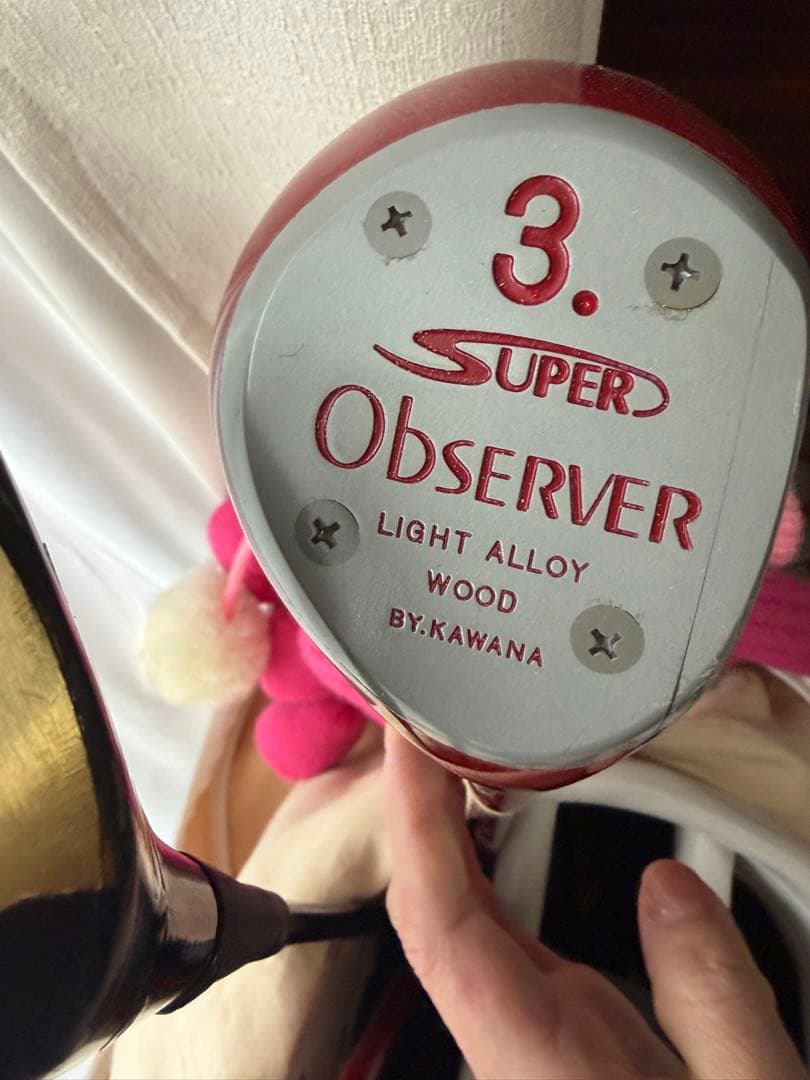 3.
SUPER
ObSERVER
LIGHT ALLOY
WOOD
BY.KAWANA